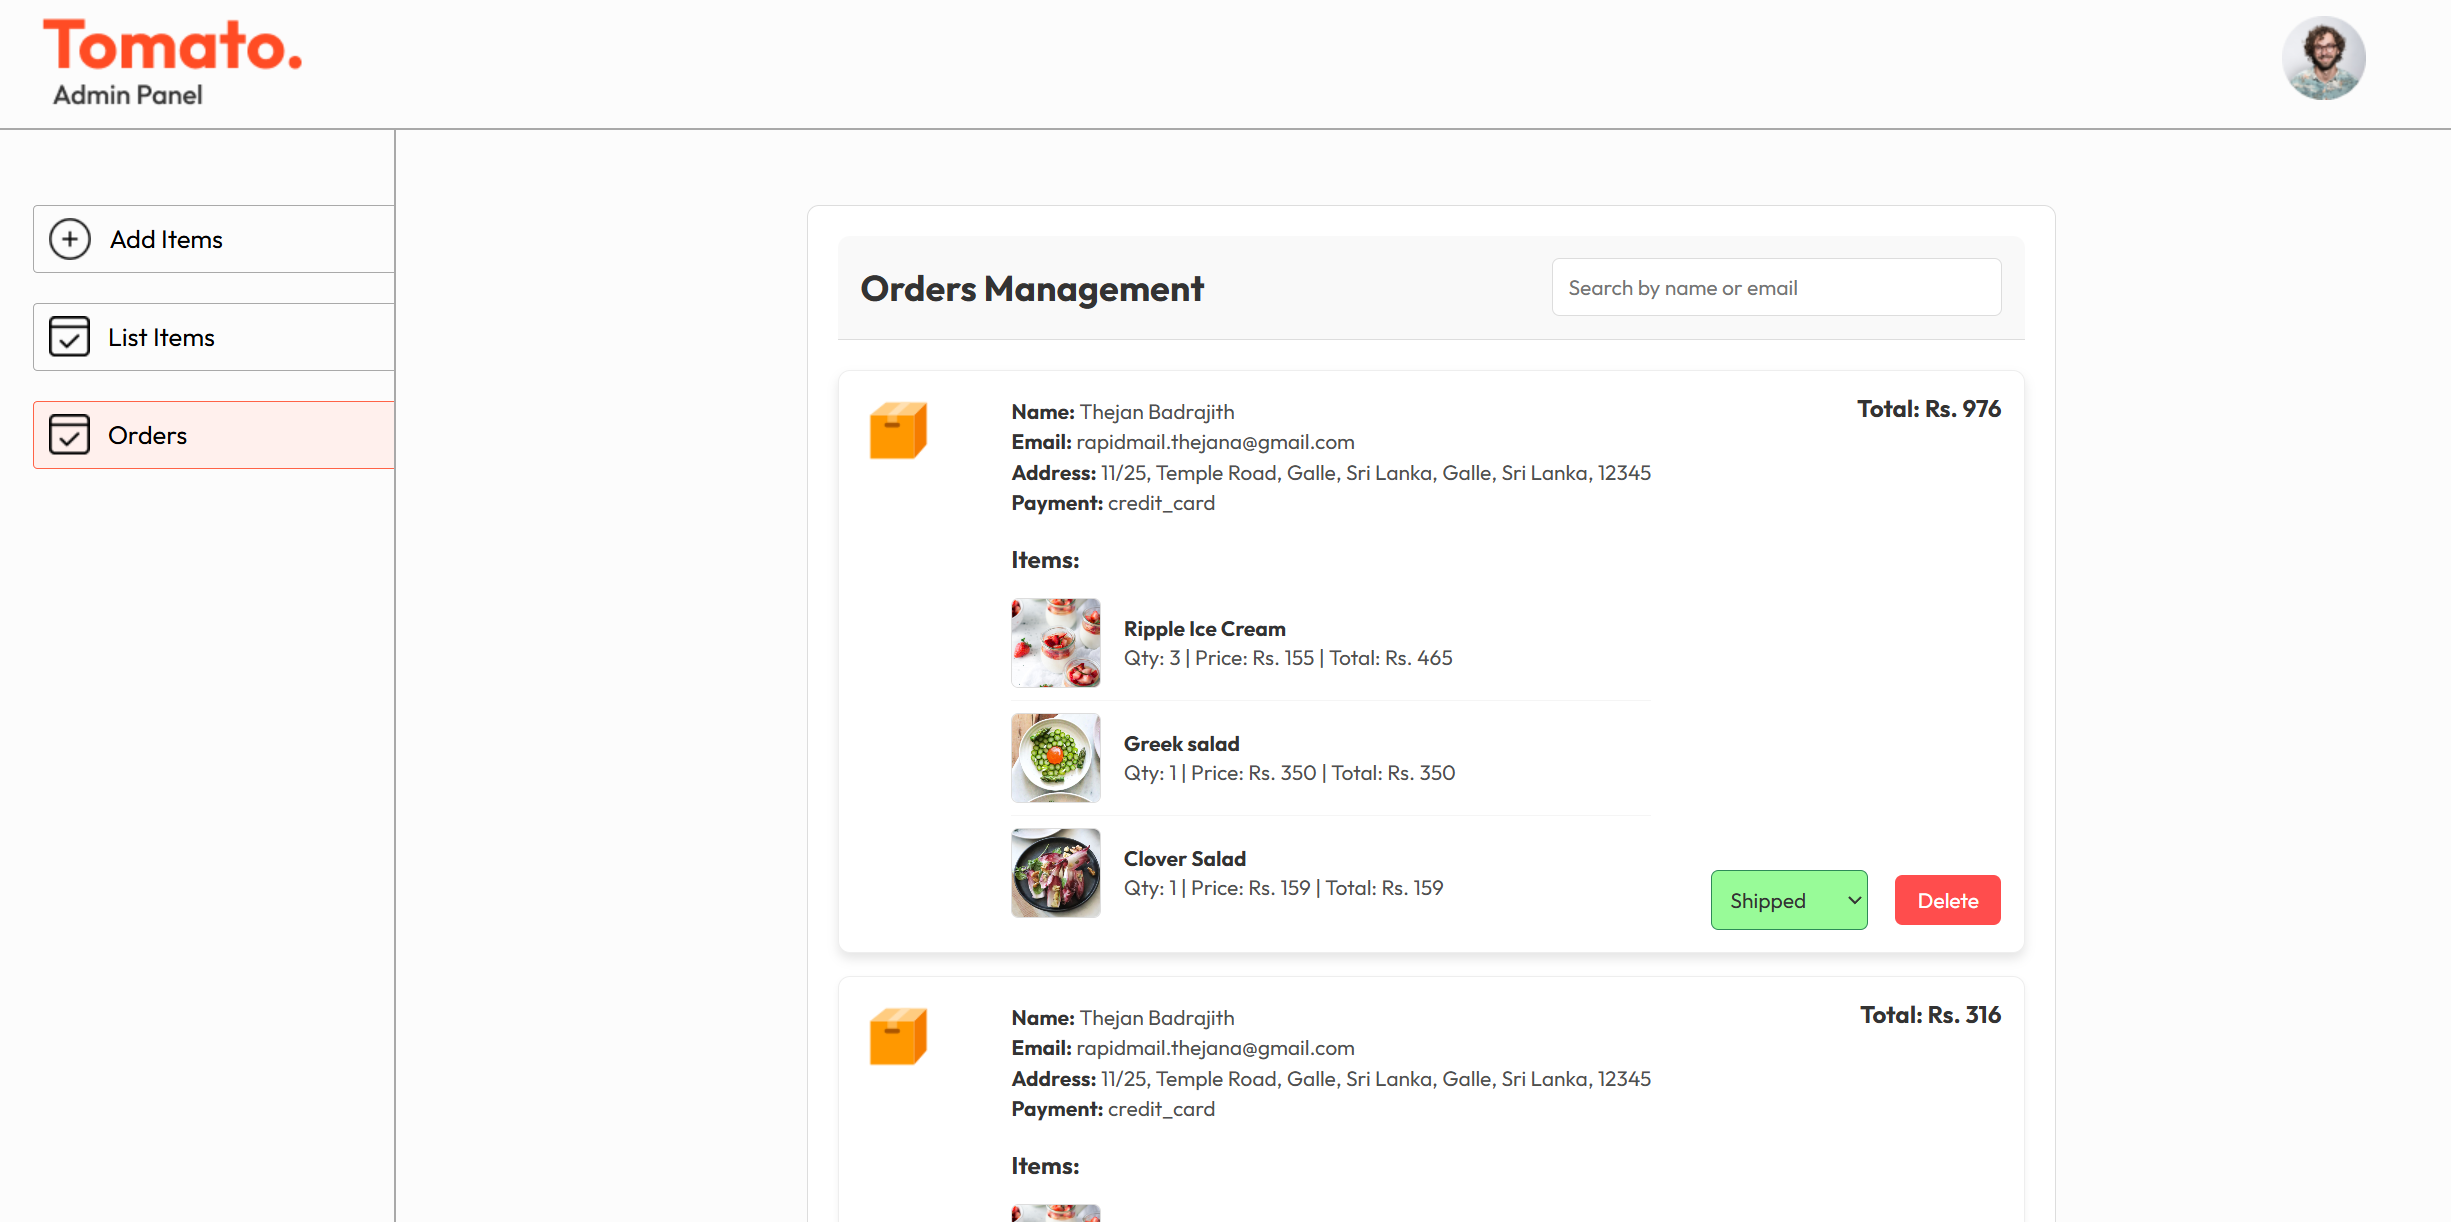 Tomato.
Admin Panel
Add Items
List Items
Orders
Orders Management
Search by name or email
Name: Thejan Badrajith
Total: Rs. 976
Email: rapidmail.thejana@gmail.com
Address: 11/25, Temple Road, Galle, Sri Lanka, Galle, Sri Lanka, 12345
Payment: credit_card
Items:
Ripple Ice Cream
Qty: 3 | Price: Rs. 155 | Total: Rs. 465
Greek salad
Qty: 1 | Price: Rs. 350 | Total: Rs. 350
Clover Salad
Qty: 1 | Price: Rs. 159 | Total: Rs. 159
Shipped
Delete
Name: Thejan Badrajith
Total: Rs. 316
Email: rapidmail.thejana@gmail.com
Address: 11/25, Temple Road, Galle, Sri Lanka, Galle, Sri Lanka, 12345
Payment: credit_card
Items: